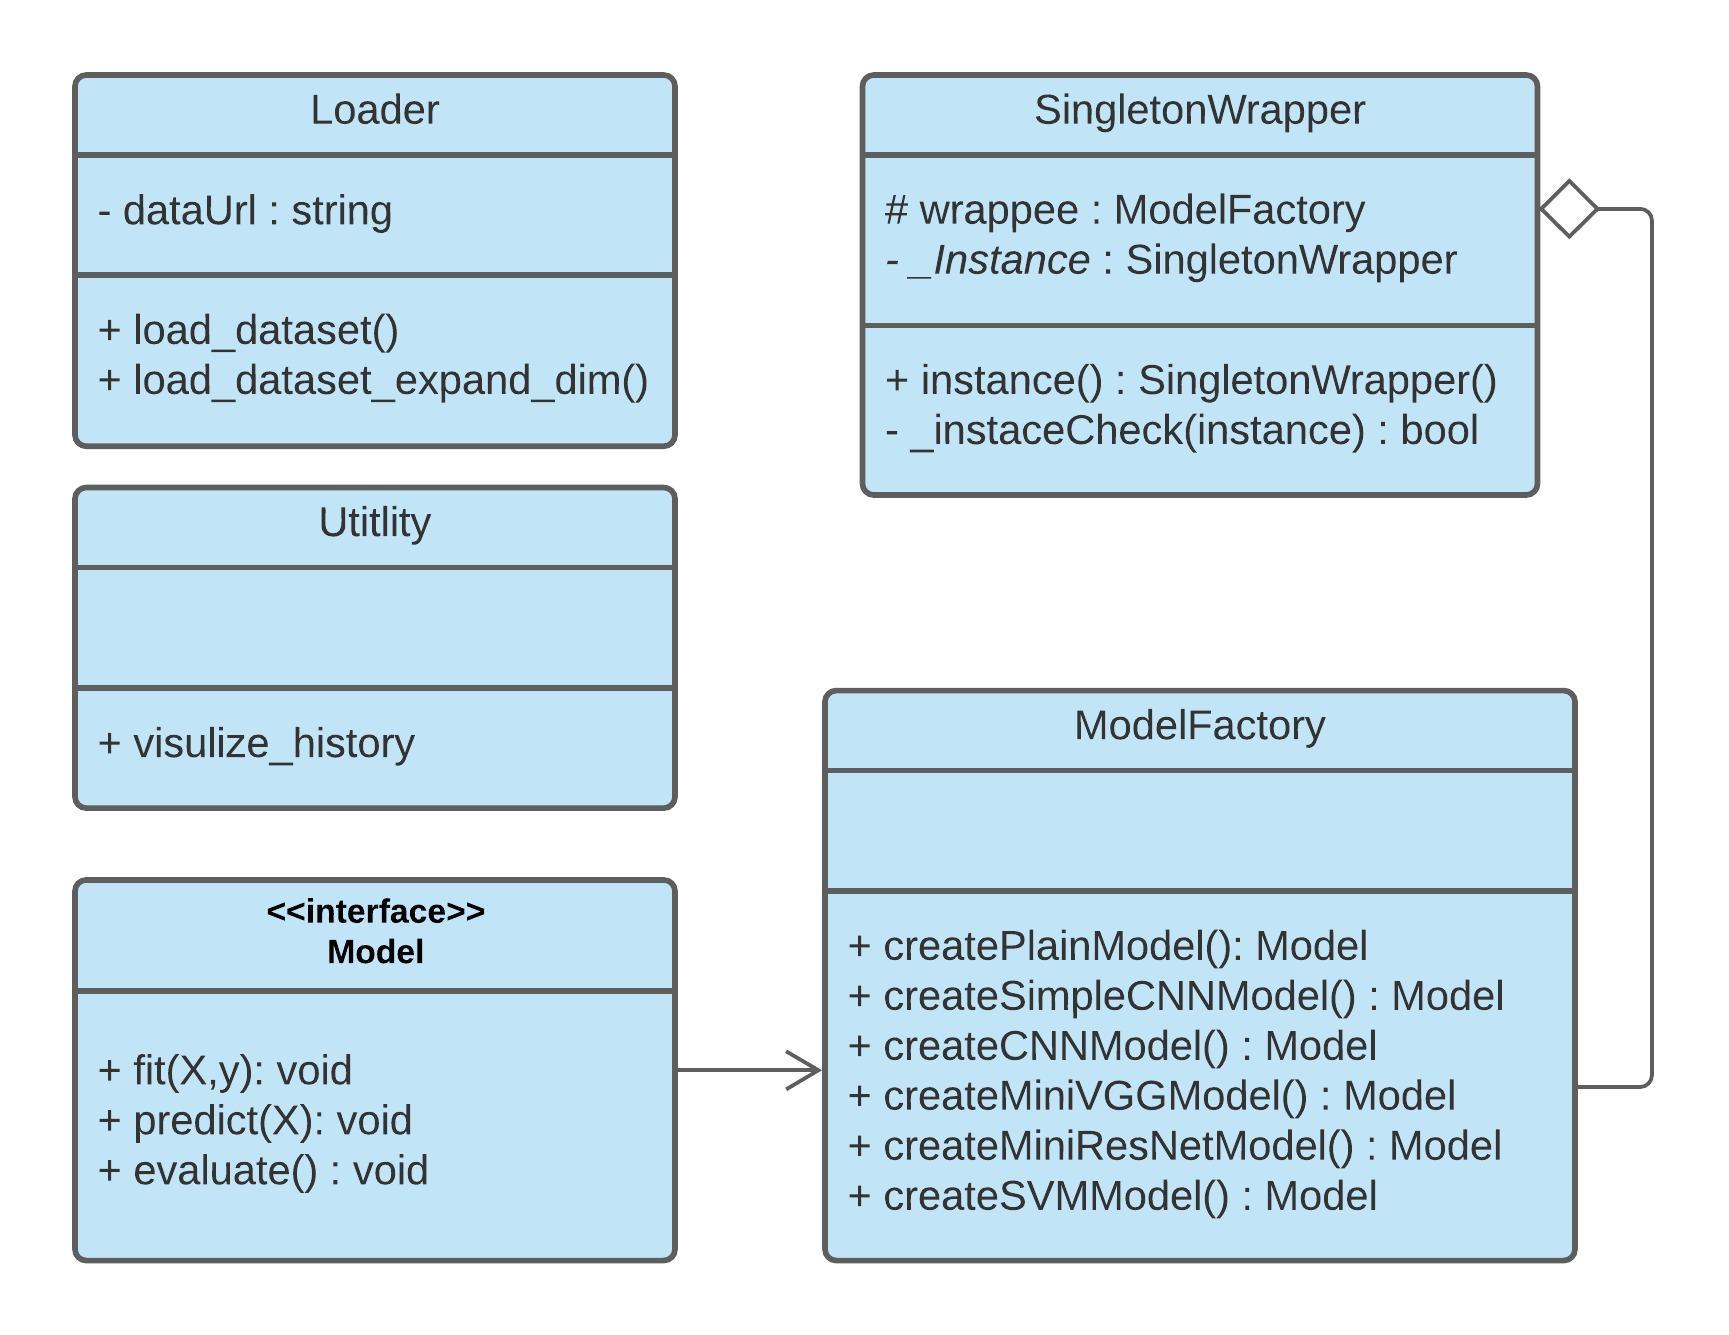 Loader
- dataUrl : string
+ load_dataset()
+ load_dataset_expand_dim()
SingletonWrapper
# wrappee : ModelFactory
- _Instance : SingletonWrapper
+ instance() : SingletonWrapper()
- _instaceCheck(instance) : bool
Utitlity
+ visulize_history
<<interface>>
Model
+ fit(X,y): void
+ predict(X): void
+ evaluate() : void
ModelFactory
+ createPlainModel(): Model
+ createSimpleCNNModel() : Model
+ createCNNModel() : Model
+ createMiniVGGModel() : Model
+ createMiniResNetModel() : Model
+ createSVMModel() : Model